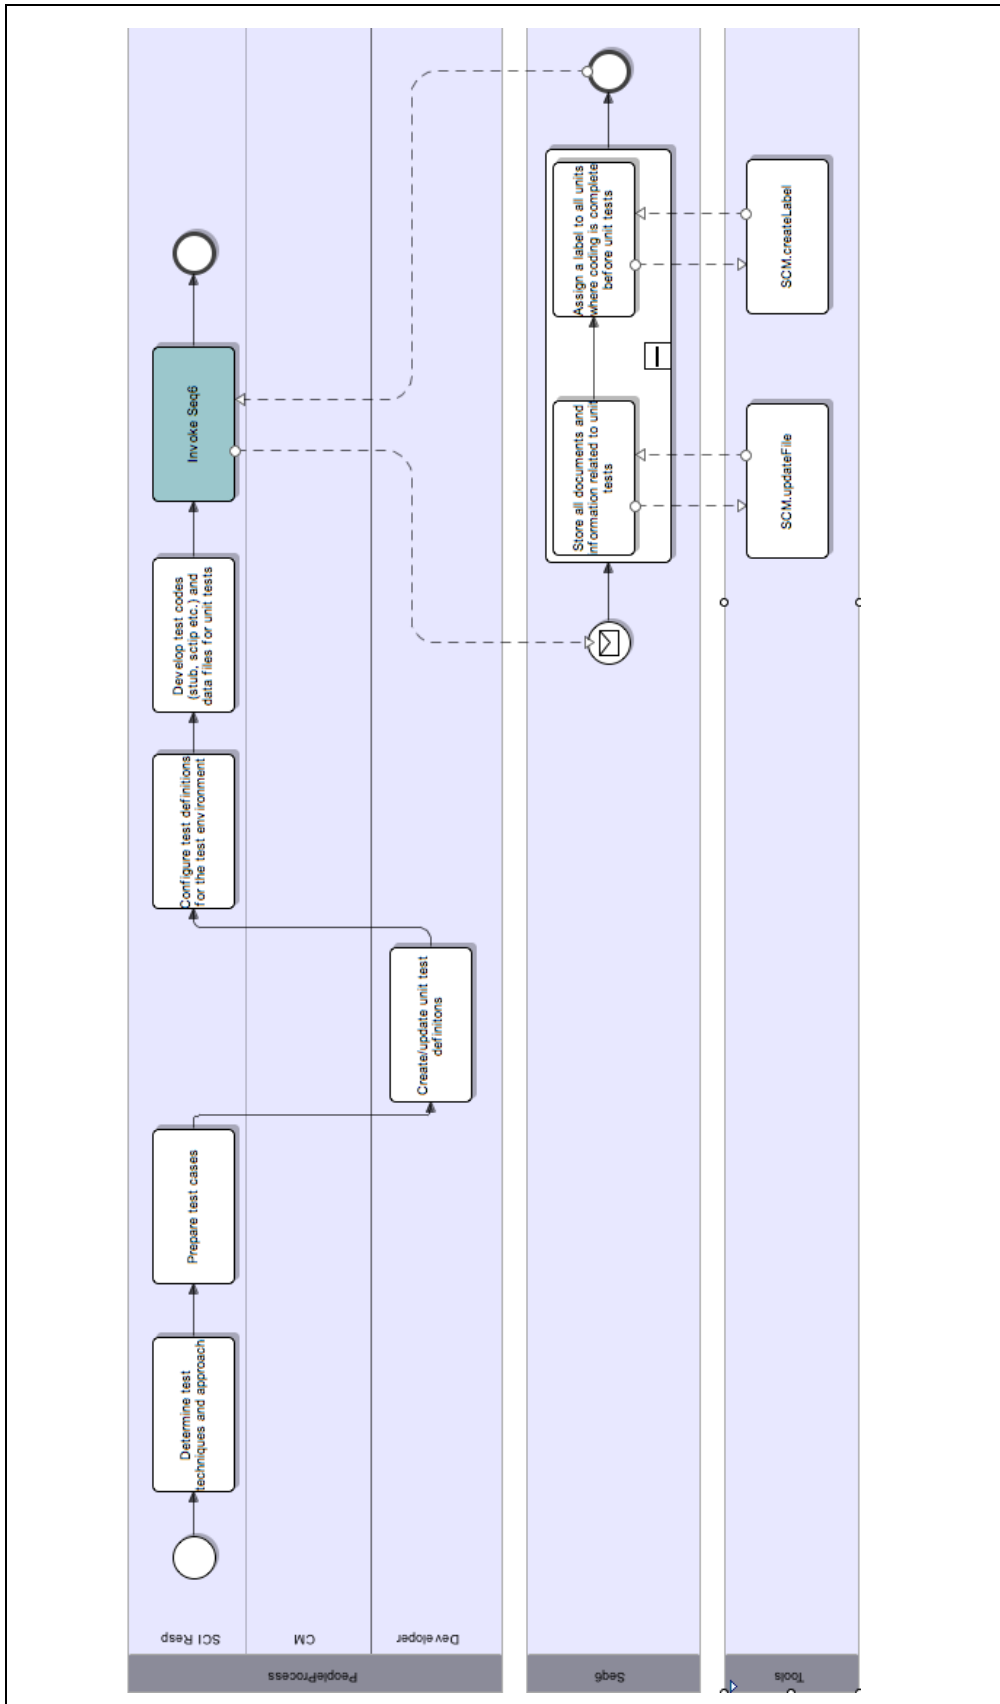 PeopleProcess
SCI Resp
CM
Developer
Determine test
techniques and approach
Prepare test cases
Create/update unit test
definitons
Configure test definitions
for the test environment
Develop test codes
(stub, sctip etc.) and
data files for unit tests
Invoke Seq6
Seq6
Store all documents and
information related to unit
tests
Assign a label to all units
where coding is complete
before unit tests
Tools
SCM.updateFile
SCM.createLabel